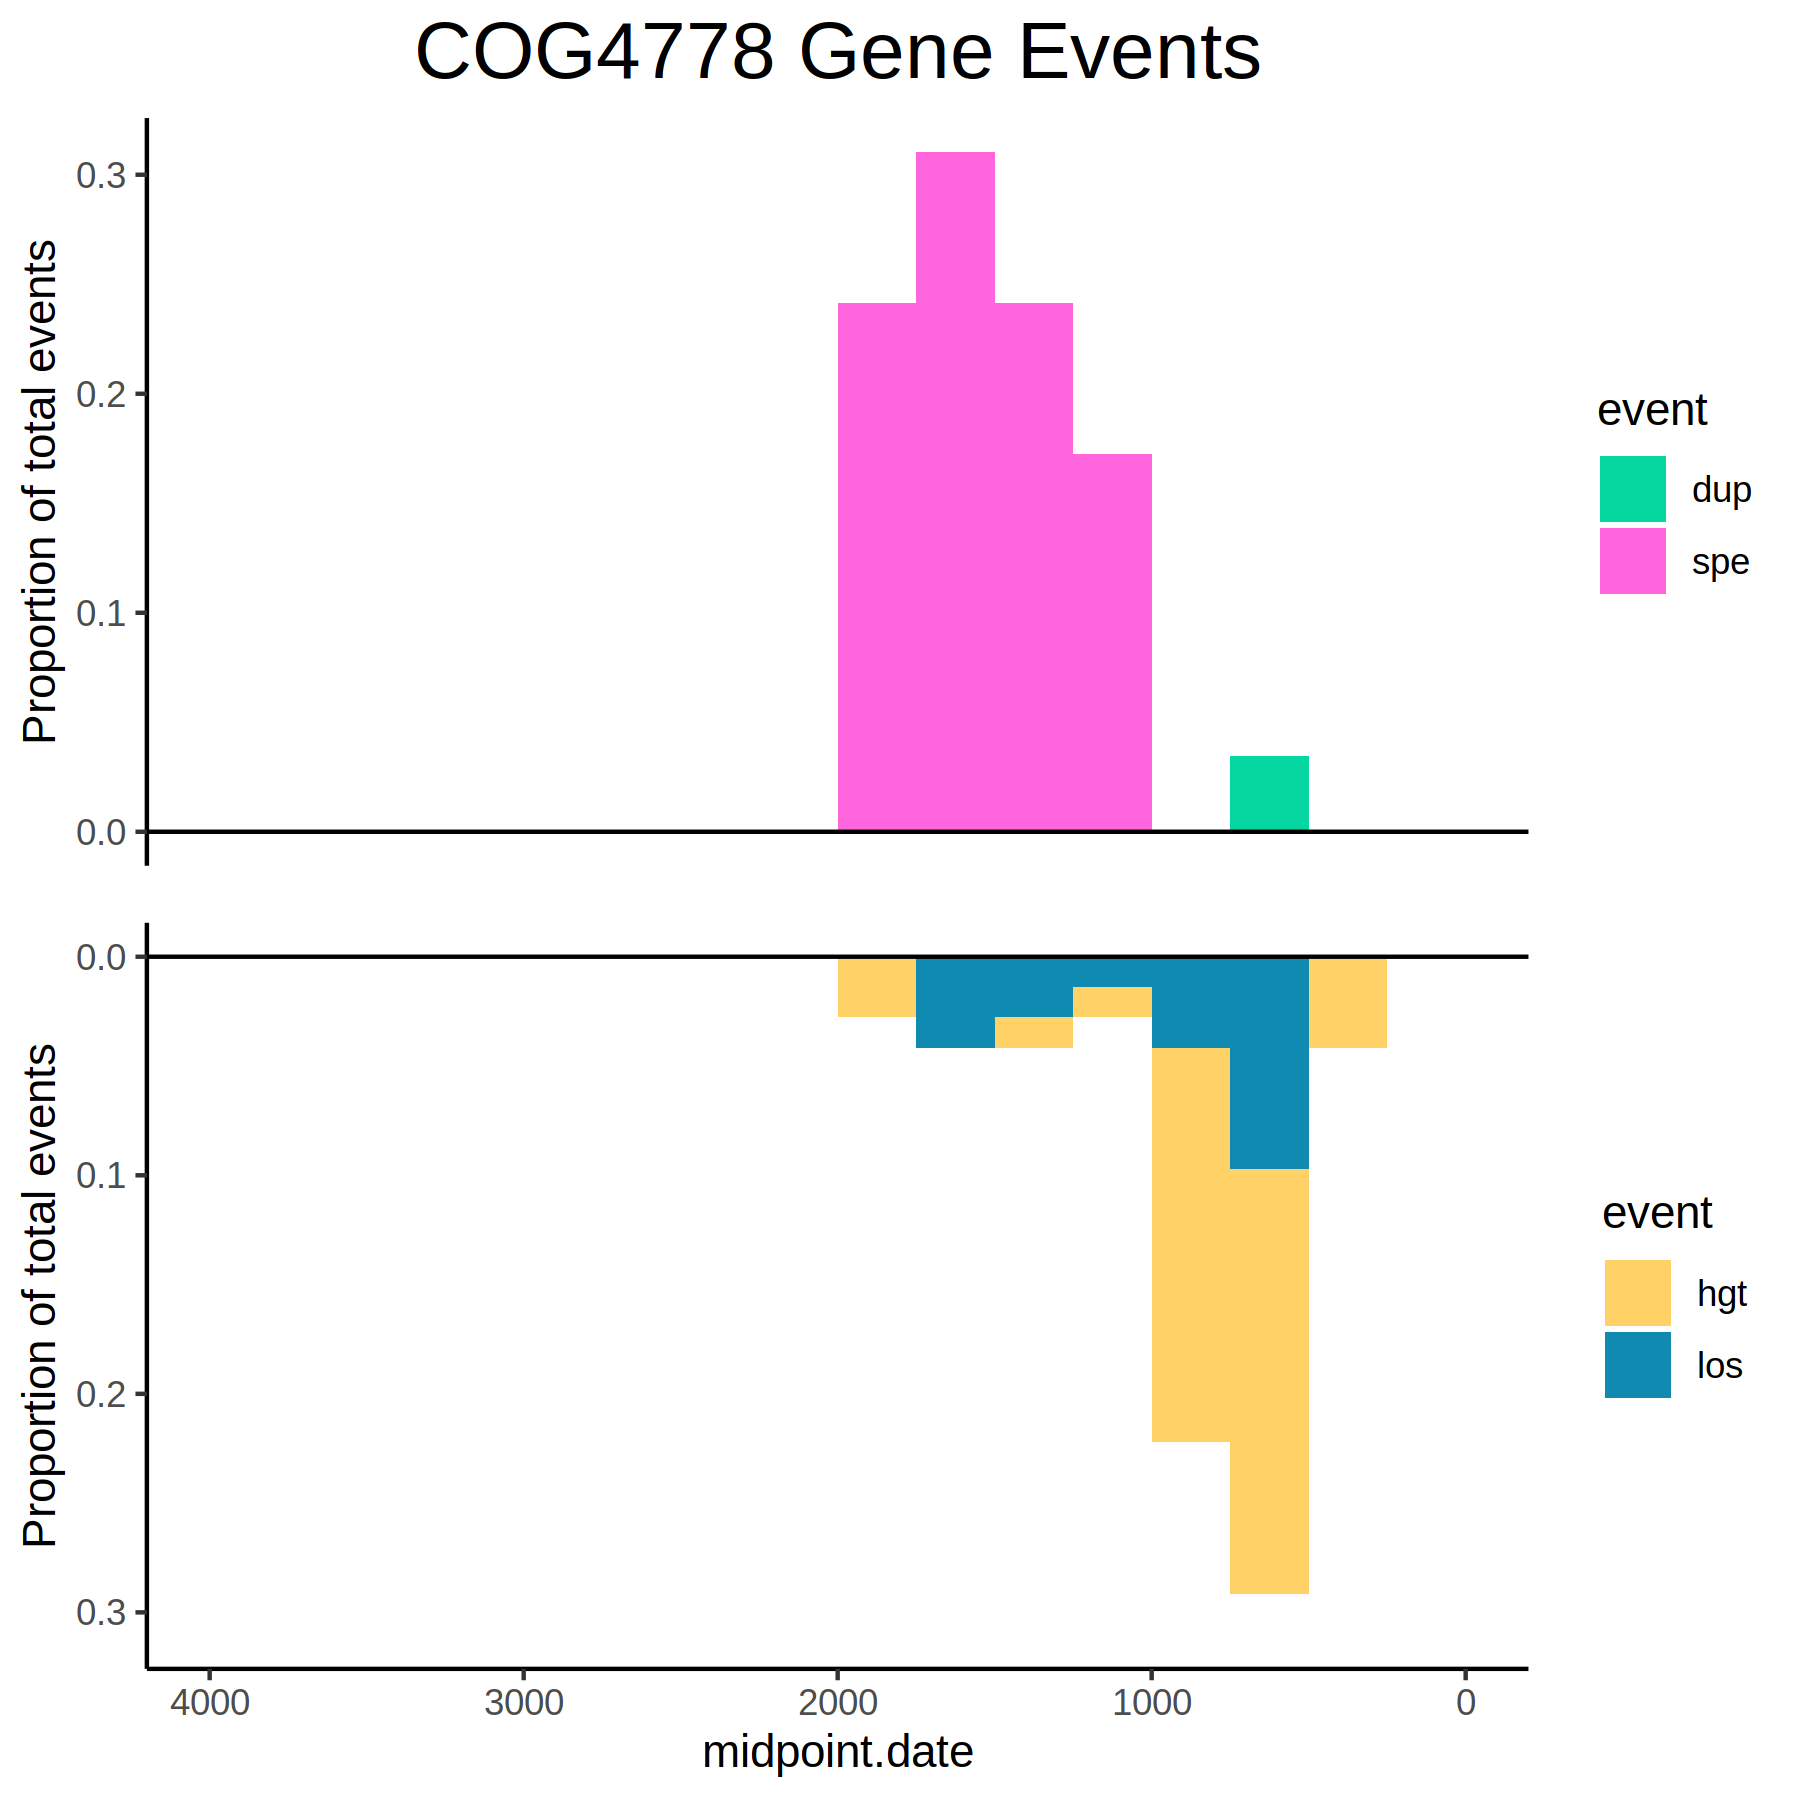 COG4778 Gene Events
Proportion of total events
0.3
0.2
0.1
0.0
event
dup
spe
Proportion of total events
0.0
0.1
0.2
0.3
event
hgt
los
4000 3000 2000 1000 0
midpoint.date